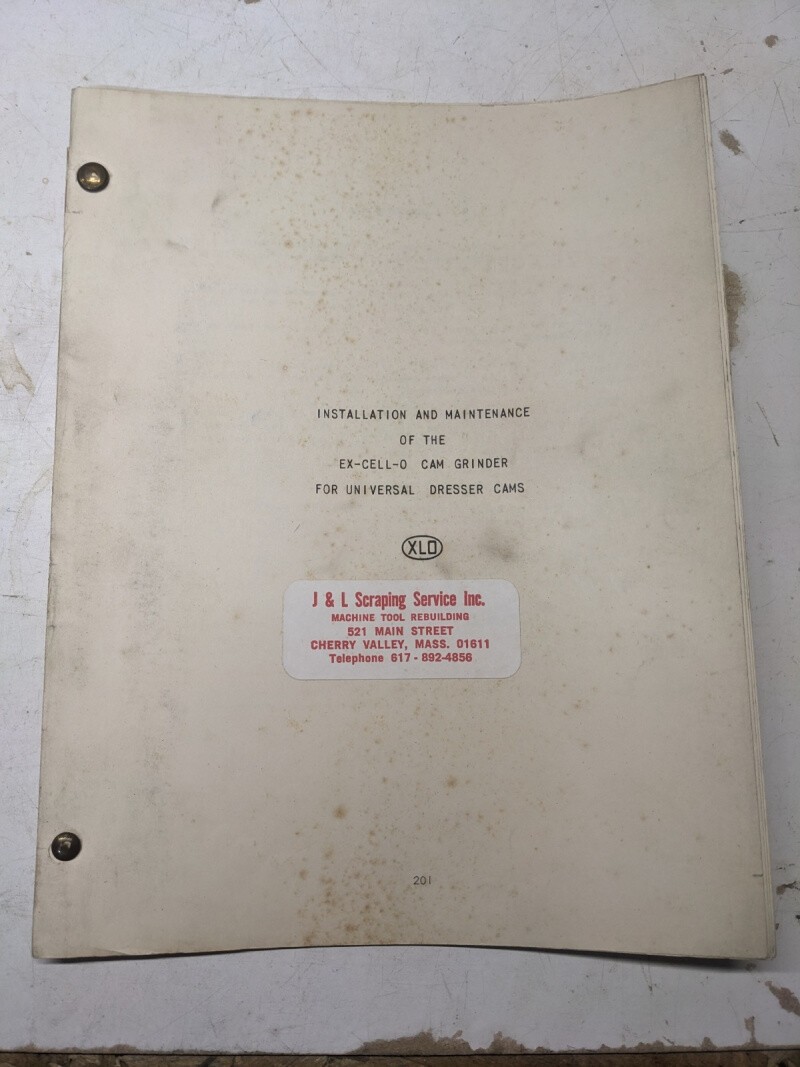 INSTALLATION AND MAINTENANCE
OF THE
EX-CELL-O CAM GRINDER
FOR UNIVERSAL DRESSER CAMS
XLO
J & L Scraping Service Inc.
MACHINE TOOL REBUILDING
521 MAIN STREET
CHERRY VALLEY, MASS. 01611
Telephone 617 - 892-4856
201